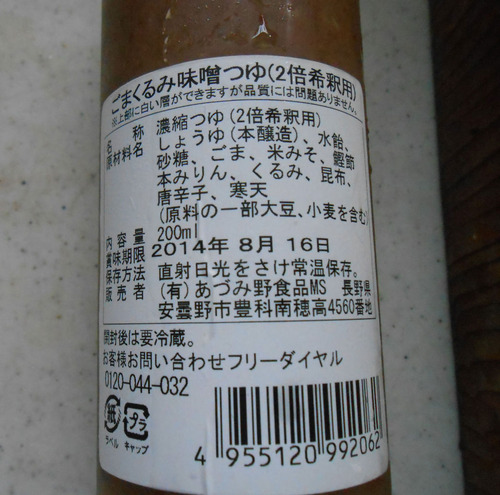 ごまくるみ味噌つゆ(2倍希釈用)
※上部に白い層ができますが品質には問題ありません。
名称 濃縮つゆ(2倍希釈用)
原材料名 しょうゆ(本醸造)、水飴、
砂糖、ごま、米みそ、鰹節
本みりん、くるみ、昆布、
唐辛子、寒天
(原料の一部大豆、小麦を含む)
内容量 200ml
賞味期限 2014年 8月 16日
保存方法 直射日光をさけ常温保存。
販売者 (有)あづみ野食品MS 長野県
安曇野市豊科南穂高4560番地
開封後は要冷蔵。
お客様お問い合わせフリーダイヤル
0120-044-032
紙 プラ
ラベル キャップ
4 955120 992062